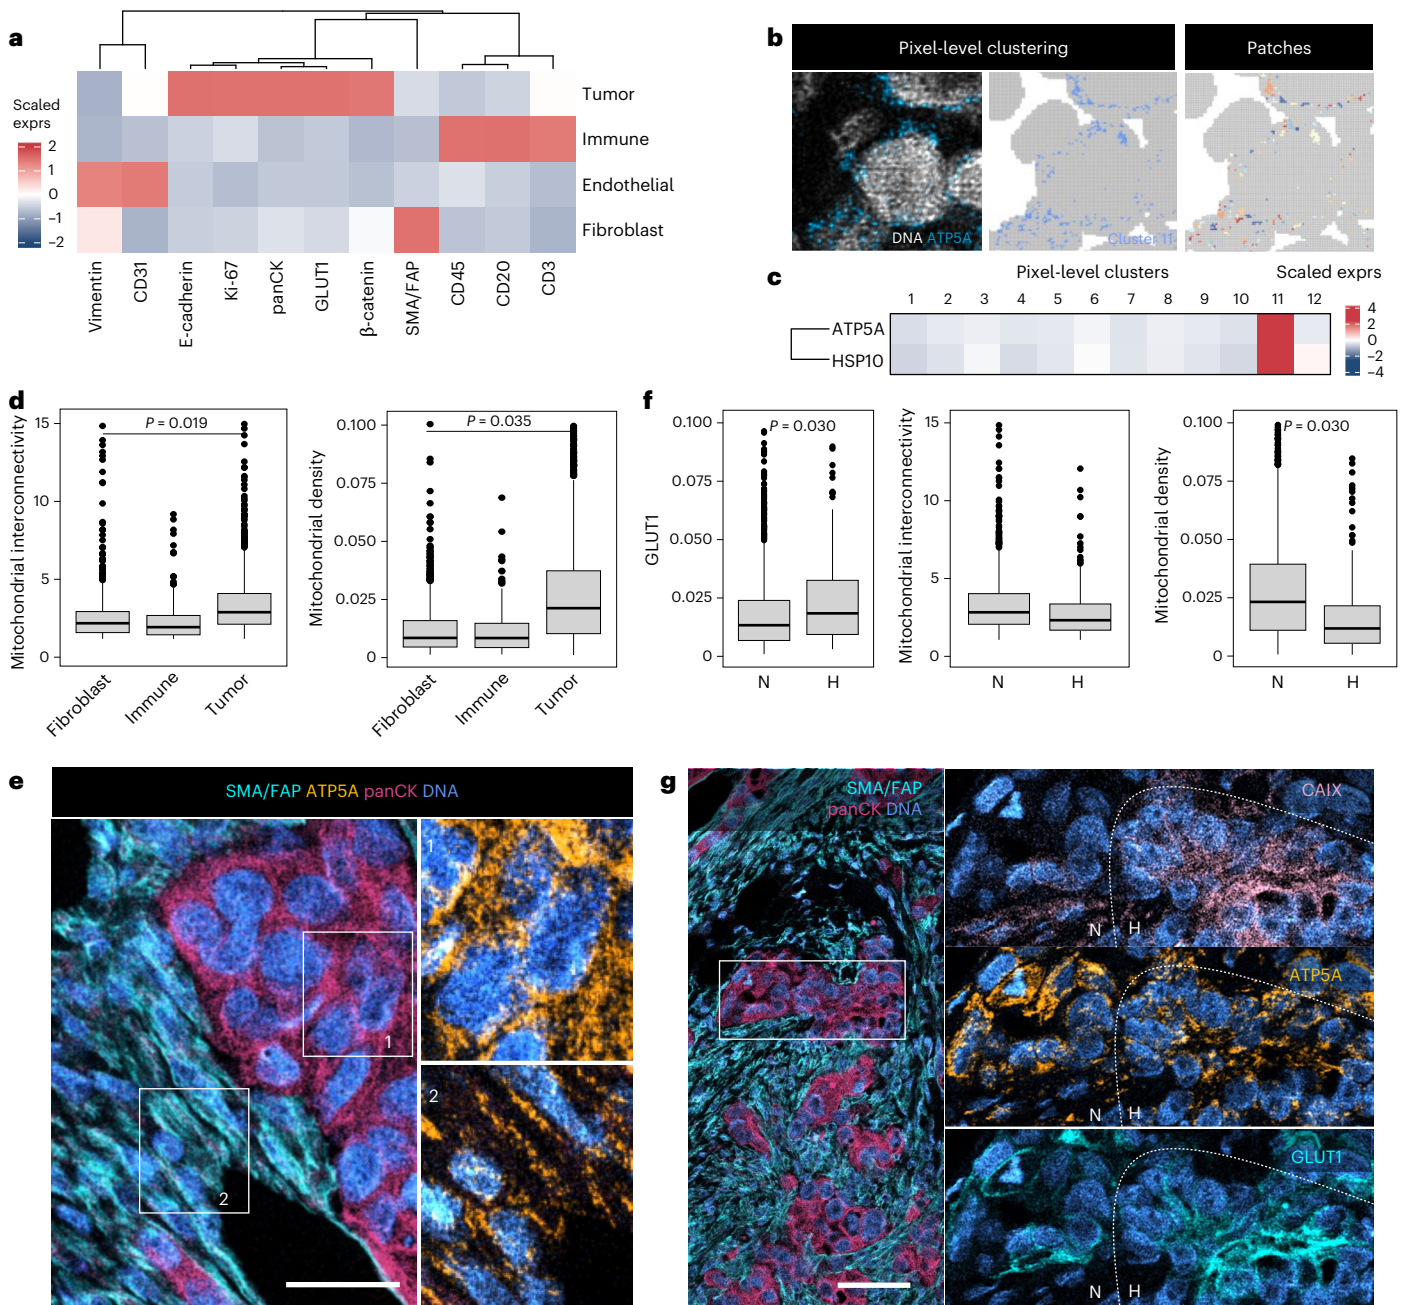 a
Scaled
exprs
2
1
0
−1
−2
Tumor
Immune
Endothelial
Fibroblast
Vimentin
CD31
E-cadherin
Ki-67
panCK
GLUT1
β-catenin
SMA/FAP
CD45
CD20
CD3
b
Pixel-level clustering
Patches
DNA ATP5A
Cluster 11
c
Pixel-level clusters
Scaled exprs
1 2 3 4 5 6 7 8 9 10 11 12
ATP5A
HSP10
4
2
0
−2
−4
d
Mitochondrial interconnectivity
15
10
5
0
P = 0.019
Fibroblast
Immune
Tumor
Mitochondrial density
0.100
0.075
0.050
0.025
0
P = 0.035
Fibroblast
Immune
Tumor
f
GLUT1
0.100
0.075
0.050
0.025
0
P = 0.030
N H
Mitochondrial interconnectivity
15
10
5
0
N H
Mitochondrial density
0.100
0.075
0.050
0.025
0
P = 0.030
N H
e
SMA/FAP ATP5A panCK DNA
1
2
1
2
g
SMA/FAP
panCK DNA
CAIX
N H
ATP5A
N H
GLUT1
N H